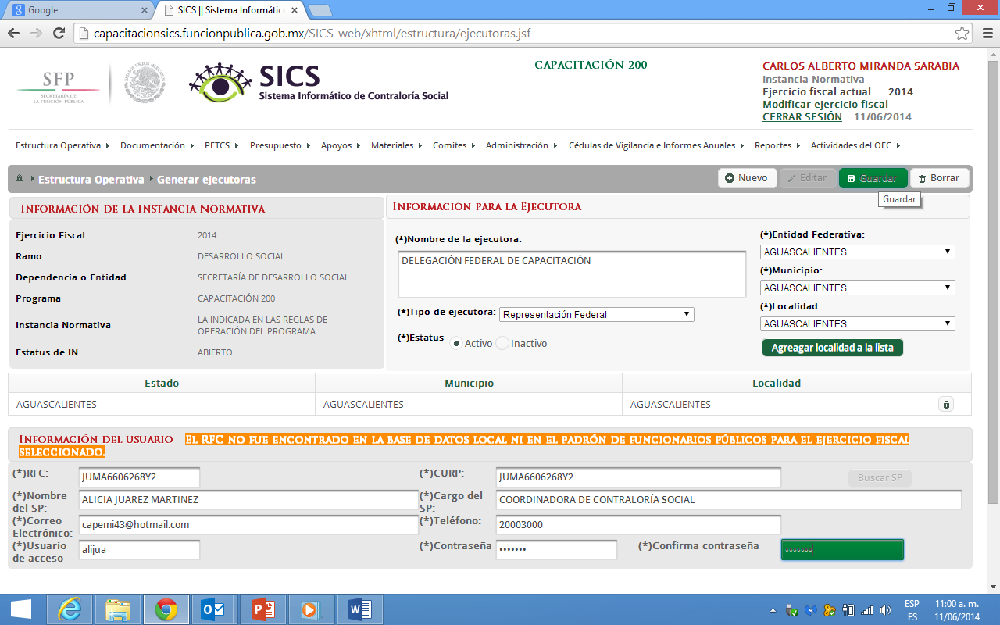 Google
SICS || Sistema Informátic
capacitacionsics.funcionpublica.gob.mx/SICS-web/xhtml/estructura/ejecutoras.jsf
SFP
SECRETARÍA DE
LA FUNCIÓN PÚBLICA
SICS
Sistema Informático de Contraloría Social
CAPACITACIÓN 200
CARLOS ALBERTO MIRANDA SARABIA
Instancia Normativa
Ejercicio fiscal actual 2014
Modificar ejercicio fiscal
CERRAR SESIÓN 11/06/2014
Estructura Operativa Documentación PETCS Presupuesto Apoyos Materiales Comites Administración Cédulas de Vigilancia e Informes Anuales Reportes Actividades del OEC
Estructura Operativa Generar ejecutoras
Nuevo Editar Guardar Borrar
Guardar
Información de la Instancia Normativa
Ejercicio Fiscal 2014
Ramo DESARROLLO SOCIAL
Dependencia o Entidad SECRETARÍA DE DESARROLLO SOCIAL
Programa CAPACITACIÓN 200
Instancia Normativa LA INDICADA EN LAS REGLAS DE
OPERACIÓN DEL PROGRAMA
Estatus de IN ABIERTO
Información para la Ejecutora
(*)Nombre de la ejecutora:
DELEGACIÓN FEDERAL DE CAPACITACIÓN
(*)Tipo de ejecutora: Representación Federal
(*)Estatus Activo Inactivo
(*)Entidad Federativa:
AGUASCALIENTES
(*)Municipio:
AGUASCALIENTES
(*)Localidad:
AGUASCALIENTES
Agreagar localidad a la lista
Estado Municipio Localidad
AGUASCALIENTES AGUASCALIENTES AGUASCALIENTES
Información del usuario El RFC no fue encontrado en la base de datos local ni en el padrón de funcionarios públicos para el ejercicio fiscal
seleccionado.
(*)RFC: JUMA6606268Y2 (*)CURP: JUMA6606268Y2 Buscar SP
(*)Nombre
del SP: ALICIA JUAREZ MARTINEZ (*)Cargo del
SP: COORDINADORA DE CONTRALORÍA SOCIAL
(*)Correo
Electrónico: capemi43@hotmail.com (*)Teléfono: 20003000
(*)Usuario
de acceso alijua (*)Contraseña ••••••• (*)Confirma contraseña •••••••
ESP
ES
11:00 a. m.
11/06/2014